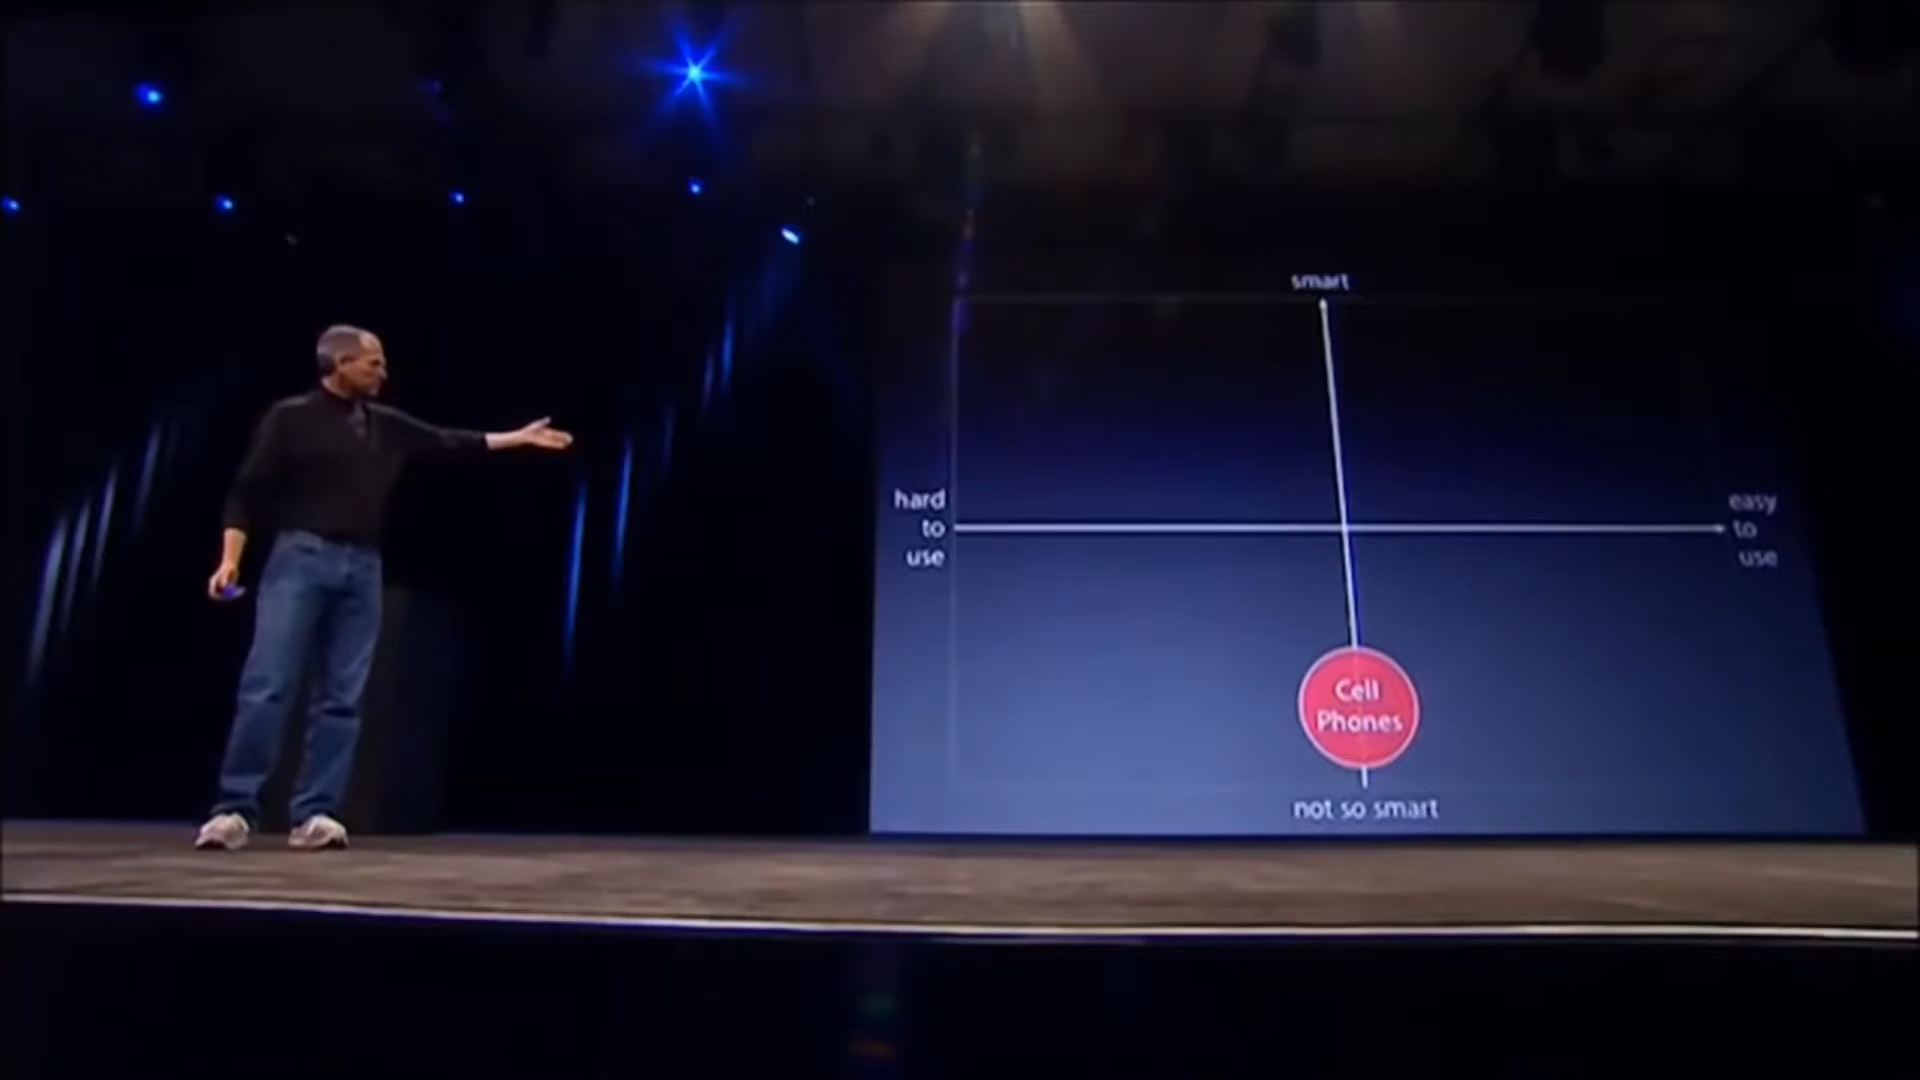 smart
hard
to
use
easy
to
use
Cell
Phones
not so smart